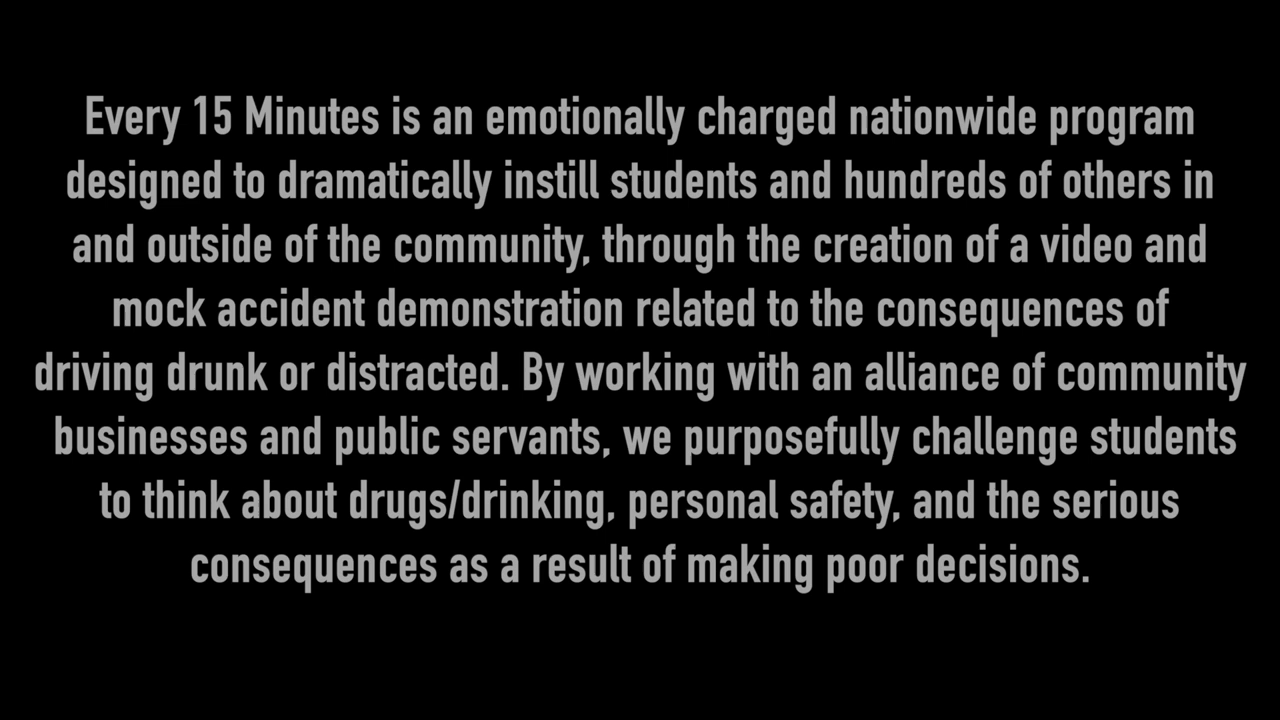 Every 15 Minutes is an emotionally charged nationwide program
designed to dramatically instill students and hundreds of others in
and outside of the community, through the creation of a video and
mock accident demonstration related to the consequences of
driving drunk or distracted. By working with an alliance of community
businesses and public servants, we purposefully challenge students
to think about drugs/drinking, personal safety, and the serious
consequences as a result of making poor decisions.